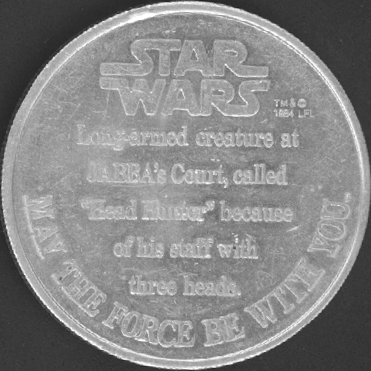 STAR
WARS
TM & ©
1984 LFL
Long-armed creature at
JABBA's Court, called
"Head Hunter" because
of his staff with
three heads.
MAY THE FORCE BE WITH YOU.